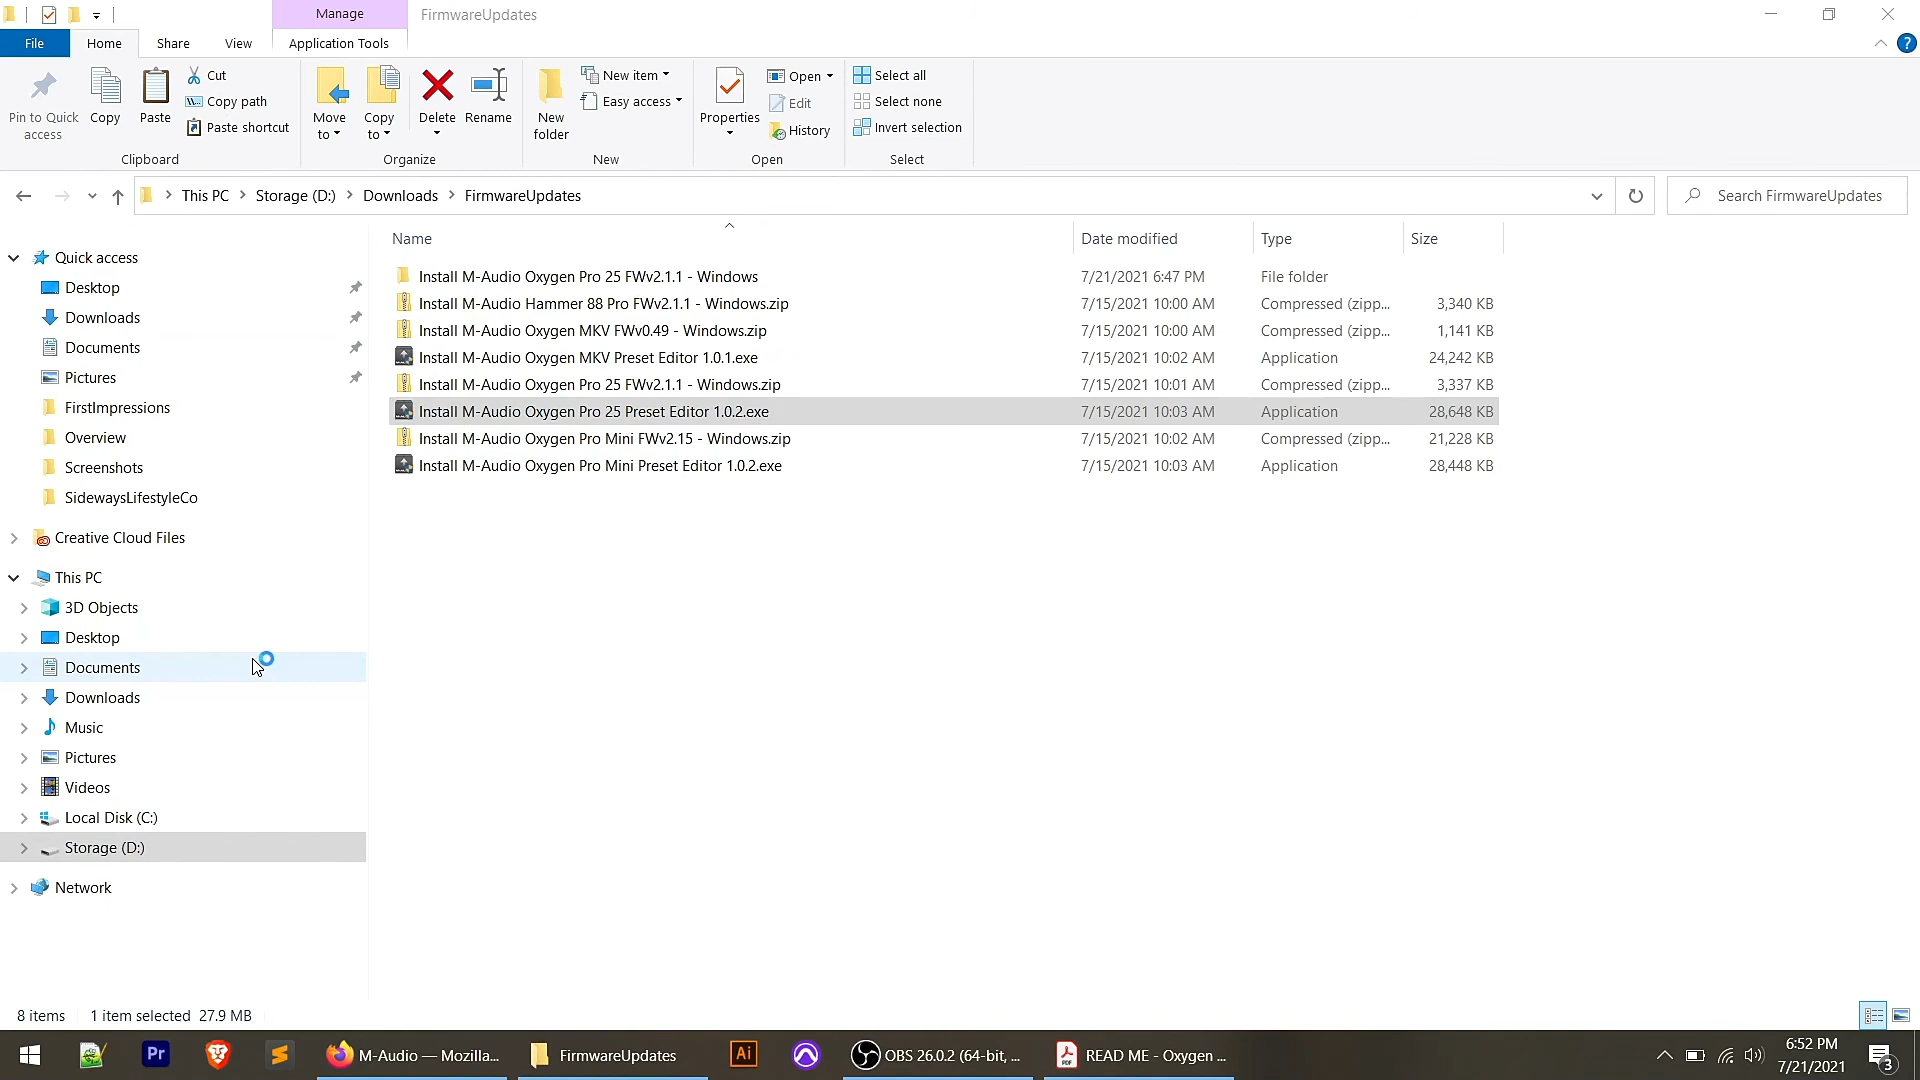 Manage
FirmwareUpdates
File
Home
Share
View
Application Tools
?
Pin to Quick
access
Copy
Paste
Cut
Copy path
Paste shortcut
Clipboard
Move
to
Copy
to
Delete
Rename
Organize
New
folder
New item
Easy access
New
Properties
Open
Edit
History
Open
Select all
Select none
Invert selection
Select
This PC
Storage (D:)
Downloads
FirmwareUpdates
Search FirmwareUpdates
Name
Date modified
Type
Size
Install M-Audio Oxygen Pro 25 FWv2.1.1 - Windows 7/21/2021 6:47 PM File folder
Install M-Audio Hammer 88 Pro FWv2.1.1 - Windows.zip 7/15/2021 10:00 AM Compressed (zipp... 3,340 KB
Install M-Audio Oxygen MKV FWv0.49 - Windows.zip 7/15/2021 10:00 AM Compressed (zipp... 1,141 KB
Install M-Audio Oxygen MKV Preset Editor 1.0.1.exe 7/15/2021 10:02 AM Application 24,242 KB
Install M-Audio Oxygen Pro 25 FWv2.1.1 - Windows.zip 7/15/2021 10:01 AM Compressed (zipp... 3,337 KB
Install M-Audio Oxygen Pro 25 Preset Editor 1.0.2.exe 7/15/2021 10:03 AM Application 28,648 KB
Install M-Audio Oxygen Pro Mini FWv2.15 - Windows.zip 7/15/2021 10:02 AM Compressed (zipp... 21,228 KB
Install M-Audio Oxygen Pro Mini Preset Editor 1.0.2.exe 7/15/2021 10:03 AM Application 28,448 KB
Quick access
Desktop
Downloads
Documents
Pictures
FirstImpressions
Overview
Screenshots
SidewaysLifestyleCo
Creative Cloud Files
This PC
3D Objects
Desktop
Documents
Downloads
Music
Pictures
Videos
Local Disk (C:)
Storage (D:)
Network
8 items 1 item selected 27.9 MB
Pr
M-Audio — Mozilla...
FirmwareUpdates
Ai
OBS 26.0.2 (64-bit, ...
READ ME - Oxygen ...
6:52 PM
7/21/2021
3